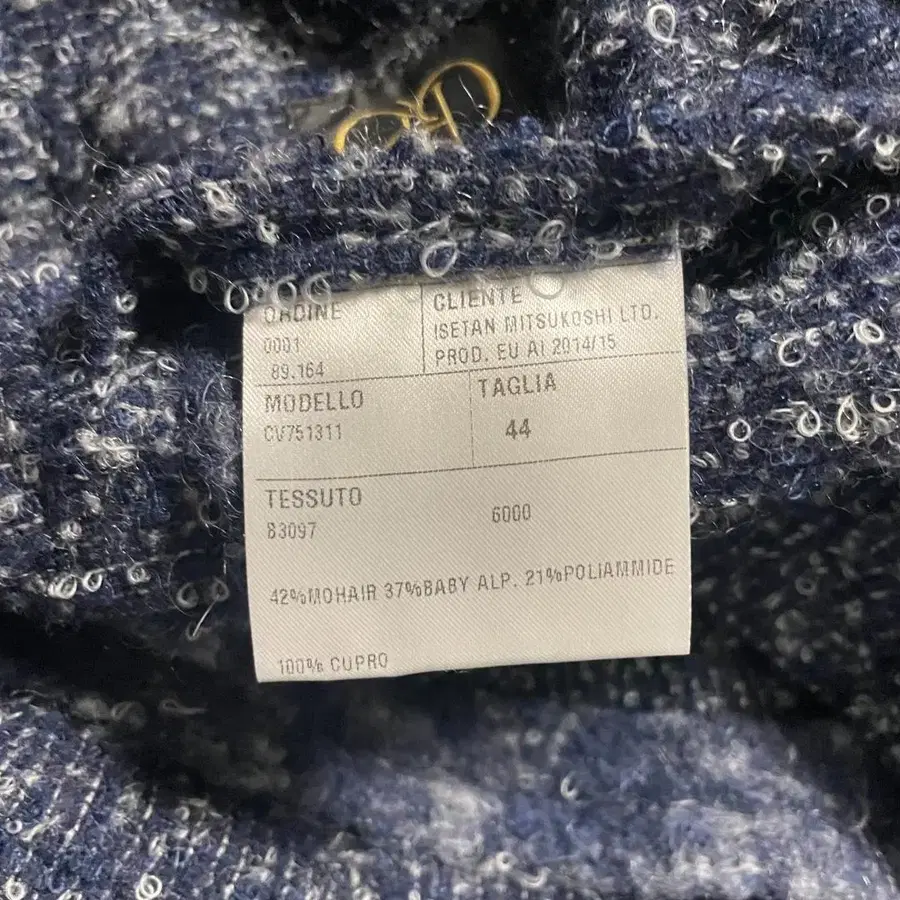 ORDINE
0001
89.164
CLIENTE
ISETAN MITSUKOSHI LTD.
PROD. EU AI 2014/15
MODELLO
CV751311
TAGLIA
44
TESSUTO
83097
6000
42%MOHAIR 37%BABY ALP. 21%POLIAMMIDE
100% CUPRO